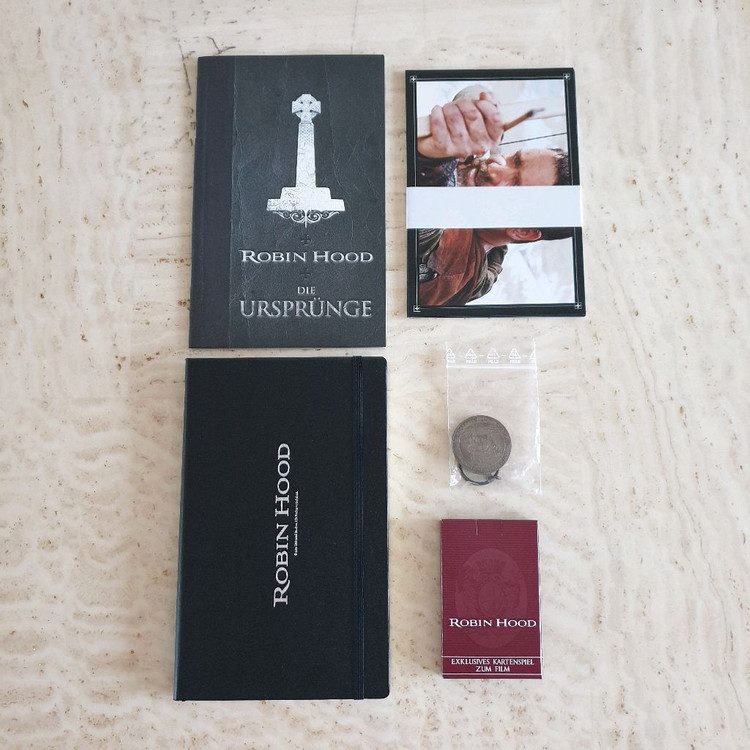 ROBIN HOOD
DIE
URSPRÜNGE
ROBIN HOOD
ROBIN HOOD
EXKLUSIVES KARTENSPIEL
ZUM FILM